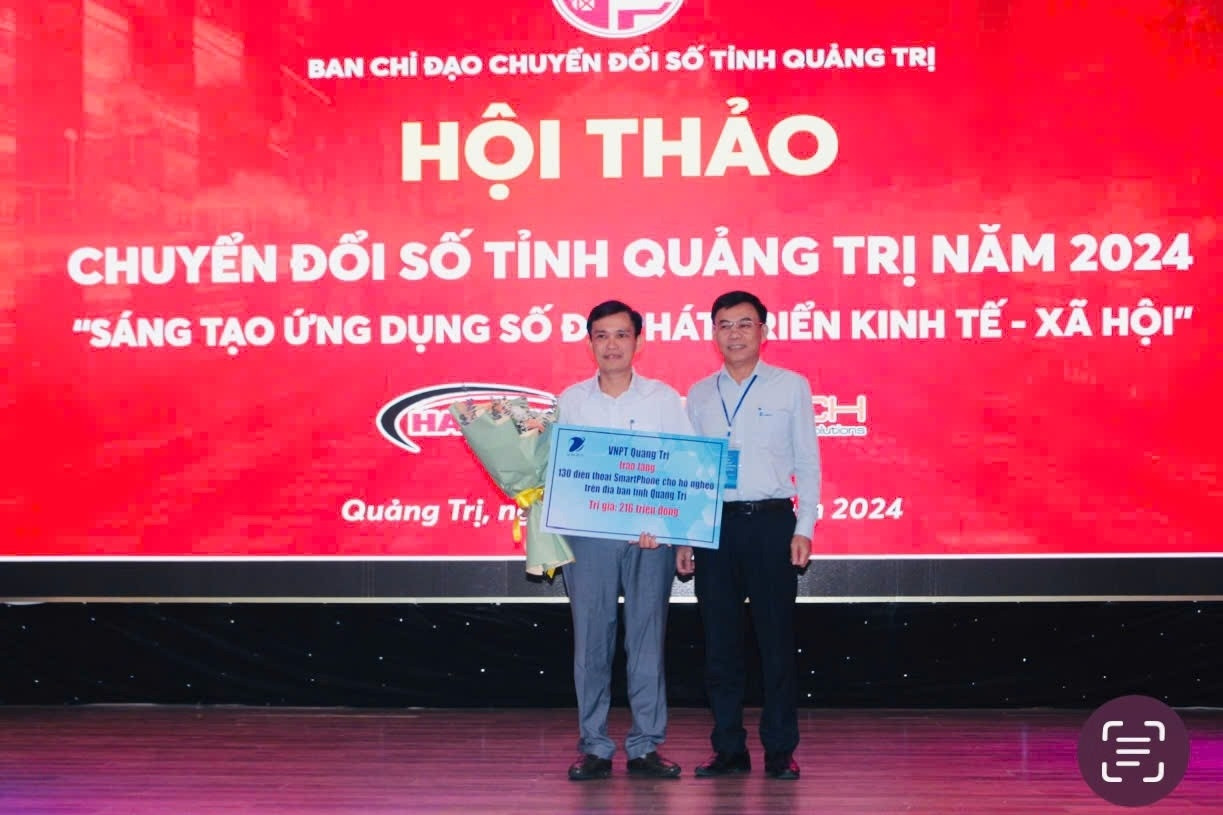 BAN CHỈ ĐẠO CHUYỂN ĐỔI SỐ TỈNH QUẢNG TRỊ
HỘI THẢO
CHUYỂN ĐỔI SỐ TỈNH QUẢNG TRỊ NĂM 2024
“SÁNG TẠO ỨNG DỤNG SỐ KINH TẾ - XÃ HỘI”
VNPT Quảng Trị
trao tặng
130 điện thoại SmartPhone cho hộ nghèo
trên địa bàn tỉnh Quảng Trị
Trị giá: 216 triệu đồng
Quảng Trị, 2024